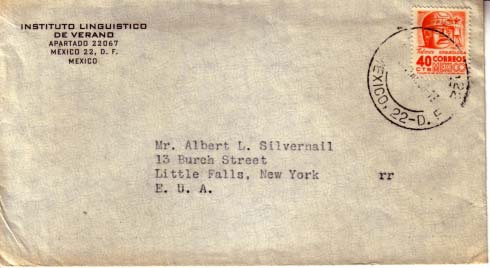 INSTITUTO LINGUISTICO
DE VERANO
APARTADO 22067
MEXICO 22, D. F.
MEXICO
40 CORREOS
CTS MEXICO
MEXICO, 22-D. F.
Mr. Albert L. Silvernail
13 Burch Street
Little Falls, New York rr
E. U. A.